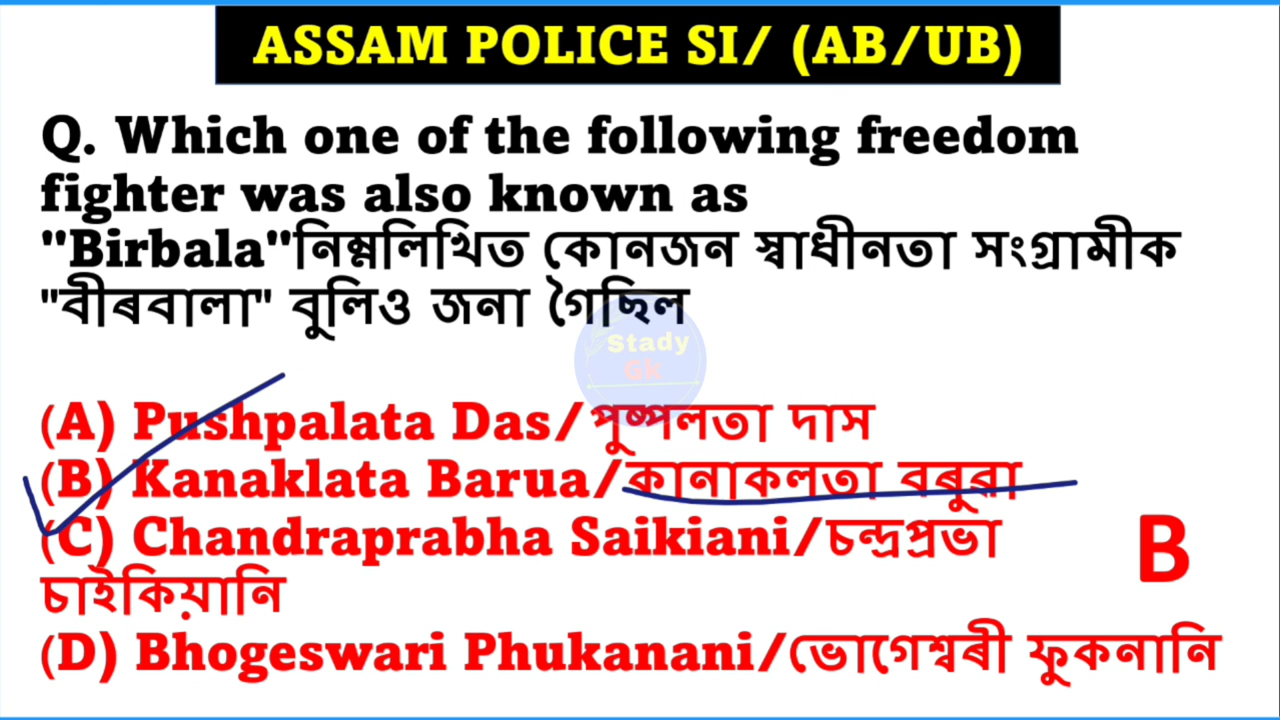 ASSAM POLICE SI/ (AB/UB)
Q. Which one of the following freedom
fighter was also known as
"Birbala"নিম্নলিখিত কোনজন স্বাধীনতা সংগ্ৰামীক
"বীৰবালা" বুলিও জনা গৈছিল
Stady
Gk
(A) Pushpalata Das/পুষ্পলতা দাস
(B) Kanaklata Barua/কানাকলতা বৰুৱা
(C) Chandraprabha Saikiani/চন্দ্ৰপ্ৰভা
চাইকিয়ানি
B
(D) Bhogeswari Phukanani/ভোগেশ্বৰী ফুকনানি